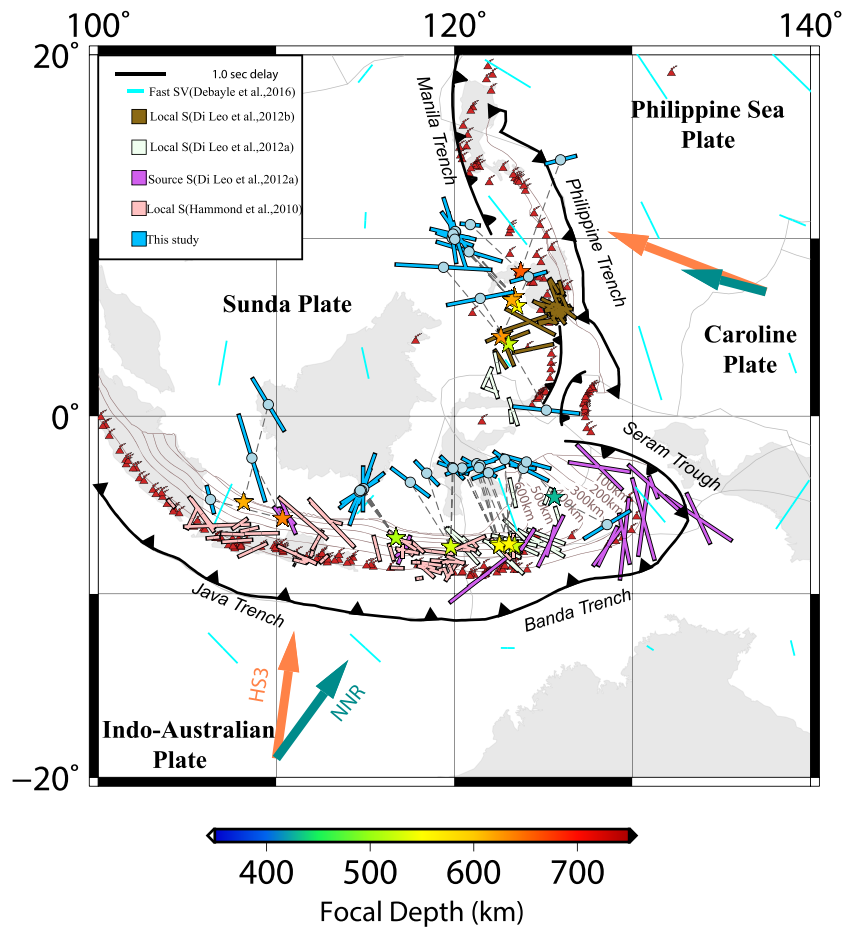 100° 120° 140°
20°
0°
−20°
1.0 sec delay
Fast SV(Debayle et.al.,2016)
Local S(Di Leo et.al.,2012b)
Local S(Di Leo et.al.,2012a)
Source S(Di Leo et.al.,2012a)
Local S(Hammond et.al.,2010)
This study
Manila Trench
Philippine Sea
Plate
Philippine Trench
Sunda Plate
Caroline
Plate
Seram Trough
100km
200km
300km
500km
600km
Java Trench
Banda Trench
HS3
NNR
Indo-Australian
Plate
400 500 600 700
Focal Depth (km)